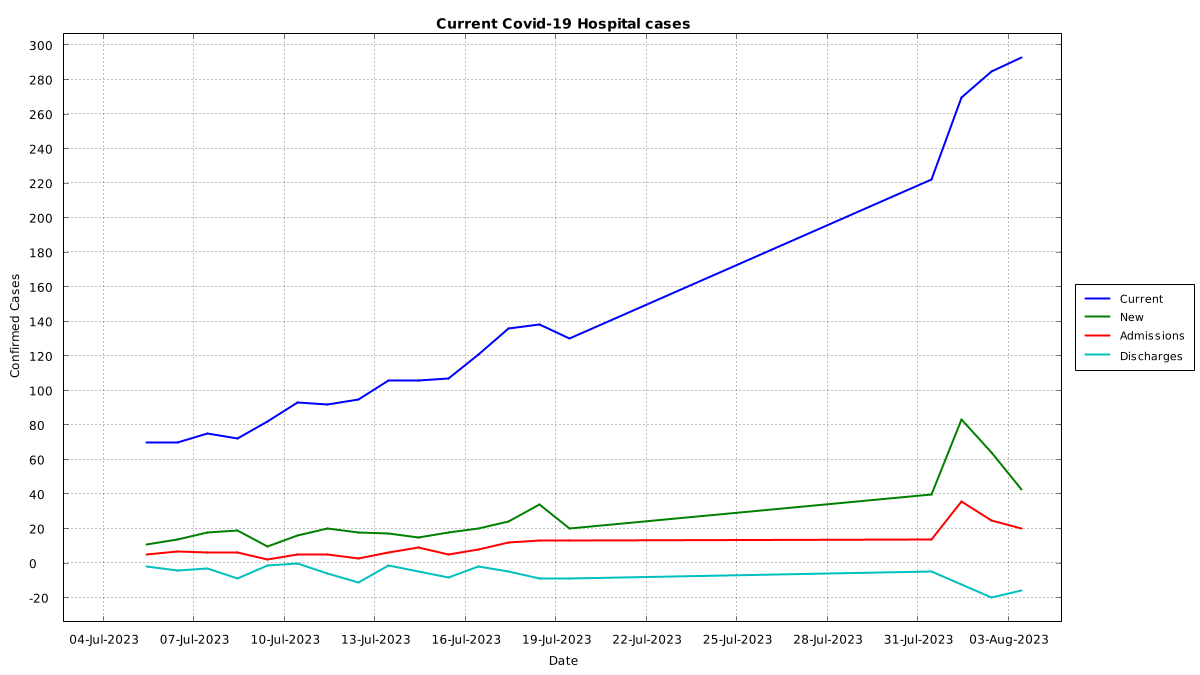 Current Covid-19 Hospital cases
300
280
260
240
220
200
180
160
140
120
100
80
60
40
20
0
-20
Confirmed Cases
04-Jul-2023 07-Jul-2023 10-Jul-2023 13-Jul-2023 16-Jul-2023 19-Jul-2023 22-Jul-2023 25-Jul-2023 28-Jul-2023 31-Jul-2023 03-Aug-2023
Date
Current
New
Admissions
Discharges